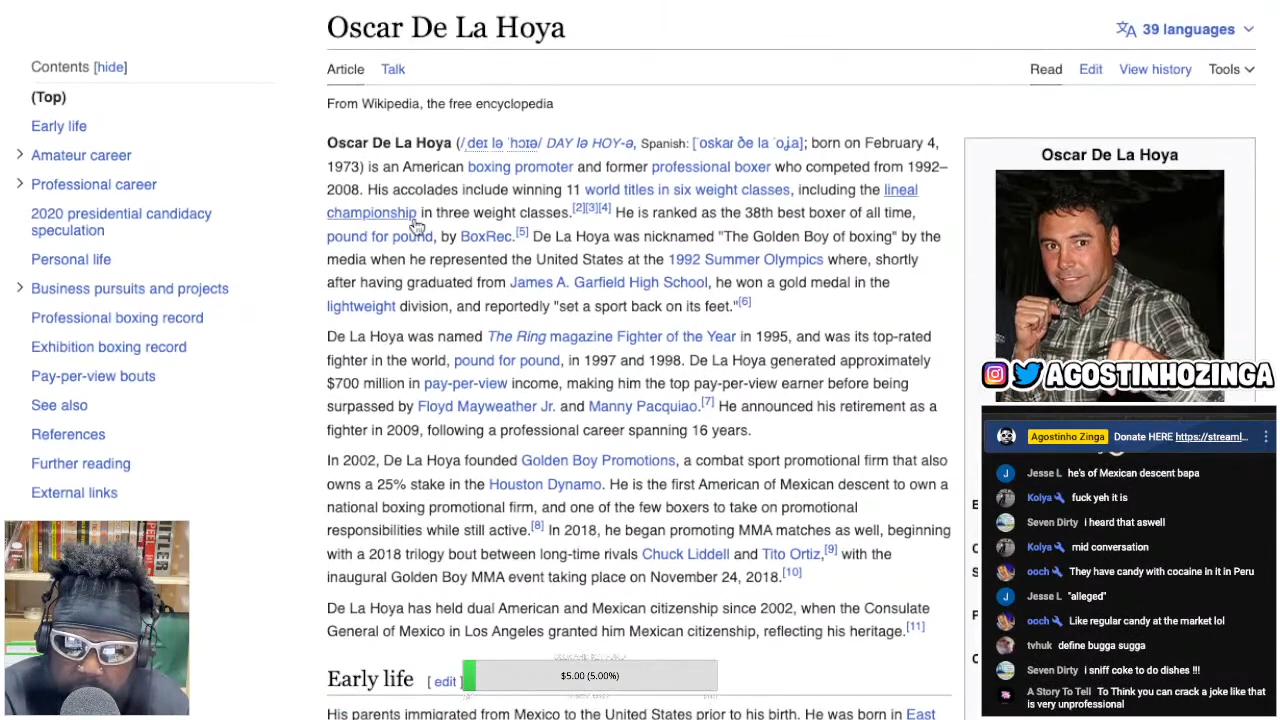 Oscar De La Hoya
39 languages
Contents [hide]
(Top)
Early life
Amateur career
Professional career
2020 presidential candidacy
speculation
Personal life
Business pursuits and projects
Professional boxing record
Exhibition boxing record
Pay-per-view bouts
See also
References
Further reading
External links
Article
Talk
Read
Edit
View history
Tools
From Wikipedia, the free encyclopedia
Oscar De La Hoya (/ˌdeɪ lə ˈhɔɪə/ DAY lə HOY-ə, Spanish: [ˈoskaɾ ðe la ˈoʝa]; born on February 4,
1973) is an American boxing promoter and former professional boxer who competed from 1992–
2008. His accolades include winning 11 world titles in six weight classes, including the lineal
championship in three weight classes.[2][3][4] He is ranked as the 38th best boxer of all time,
pound for pound, by BoxRec.[5] De La Hoya was nicknamed "The Golden Boy of boxing" by the
media when he represented the United States at the 1992 Summer Olympics where, shortly
after having graduated from James A. Garfield High School, he won a gold medal in the
lightweight division, and reportedly "set a sport back on its feet."[6]
De La Hoya was named The Ring magazine Fighter of the Year in 1995, and was its top-rated
fighter in the world, pound for pound, in 1997 and 1998. De La Hoya generated approximately
$700 million in pay-per-view income, making him the top pay-per-view earner before being
surpassed by Floyd Mayweather Jr. and Manny Pacquiao.[7] He announced his retirement as a
fighter in 2009, following a professional career spanning 16 years.
In 2002, De La Hoya founded Golden Boy Promotions, a combat sport promotional firm that also
owns a 25% stake in the Houston Dynamo. He is the first American of Mexican descent to own a
national boxing promotional firm, and one of the few boxers to take on promotional
responsibilities while still active.[8] In 2018, he began promoting MMA matches as well, beginning
with a 2018 trilogy bout between long-time rivals Chuck Liddell and Tito Ortiz,[9] with the
inaugural Golden Boy MMA event taking place on November 24, 2018.[10]
De La Hoya has held dual American and Mexican citizenship since 2002, when the Consulate
General of Mexico in Los Angeles granted him Mexican citizenship, reflecting his heritage.[11]
Early life [ edit ]
$5.00 (5.00%)
His parents immigrated from Mexico to the United States prior to his birth. He was born in East
Oscar De La Hoya
AGOSTINHOZINGA
Agostinho Zinga Donate HERE https://streaml...
Jesse L he's of Mexican descent bapa
Kolya fuck yeh it is
Seven Dirty i heard that aswell
Kolya mid conversation
ooch They have candy with cocaine in it in Peru
Jesse L "alleged"
ooch Like regular candy at the market lol
tvhuk define bugga sugga
Seven Dirty i sniff coke to do dishes !!!
A Story To Tell To Think you can crack a joke like that
is very unprofessional